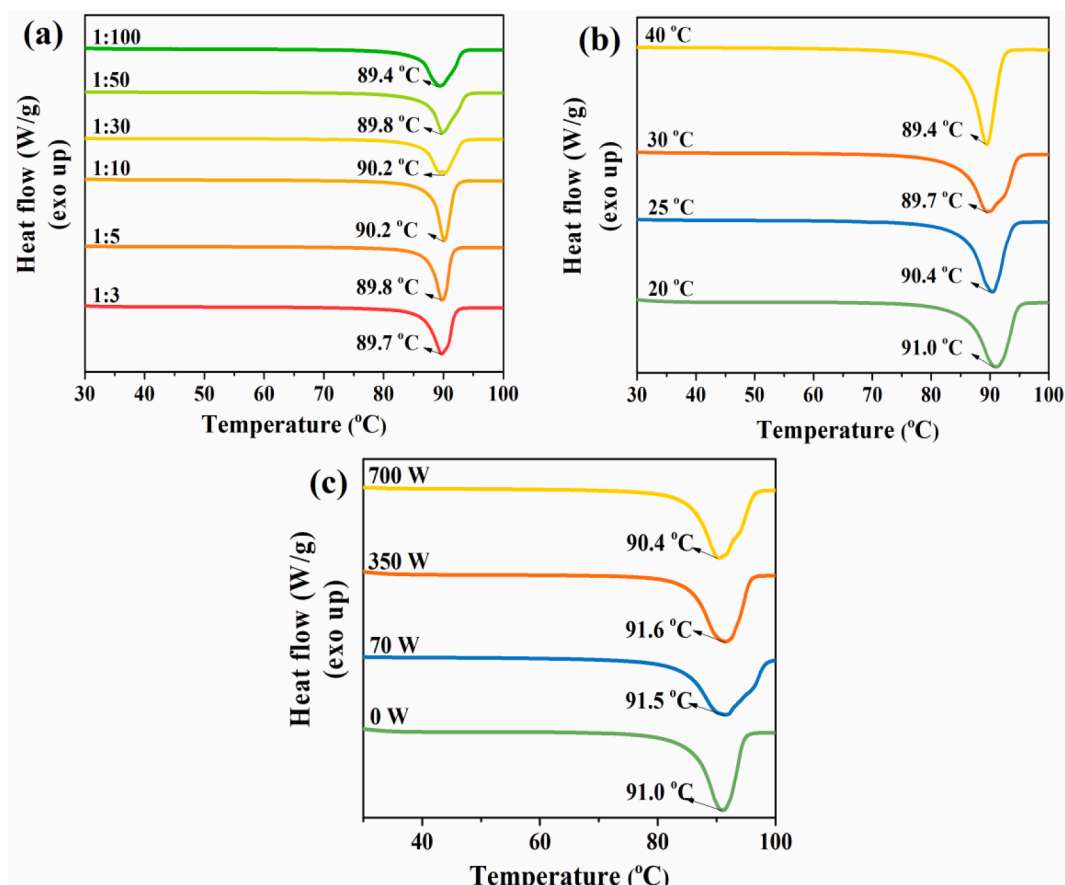 (a)
1:100
89.4 °C
1:50
89.8 °C
1:30
90.2 °C
1:10
90.2 °C
1:5
89.8 °C
1:3
89.7 °C
Heat flow (W/g)
(exo up)
30 40 50 60 70 80 90 100
Temperature (°C)
(b)
40 °C
89.4 °C
30 °C
89.7 °C
25 °C
90.4 °C
20 °C
91.0 °C
Heat flow (W/g)
(exo up)
30 40 50 60 70 80 90 100
Temperature (°C)
(c)
700 W
90.4 °C
350 W
91.6 °C
70 W
91.5 °C
0 W
91.0 °C
Heat flow (W/g)
(exo up)
40 60 80 100
Temperature (°C)